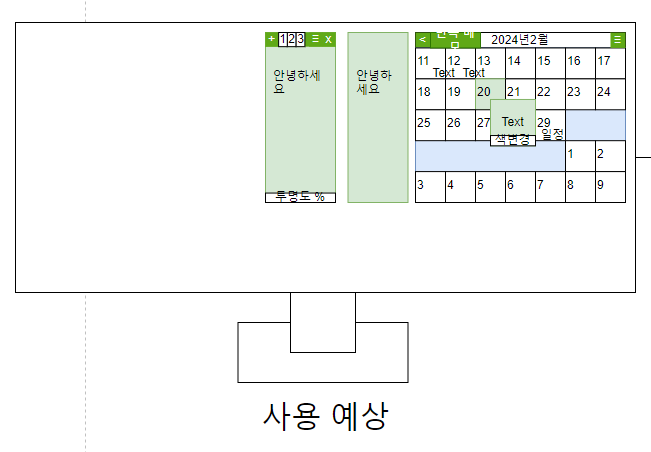 + 1 2 3 ☰ X
안녕하세
요
투명도 %
안녕하
세요
< 2024년2월 ☰
11 12 13 14 15 16 17
Text Text
18 19 20 21 22 23 24
25 26 27 Text 29
색변경 일정
1 2
3 4 5 6 7 8 9
사용 예상